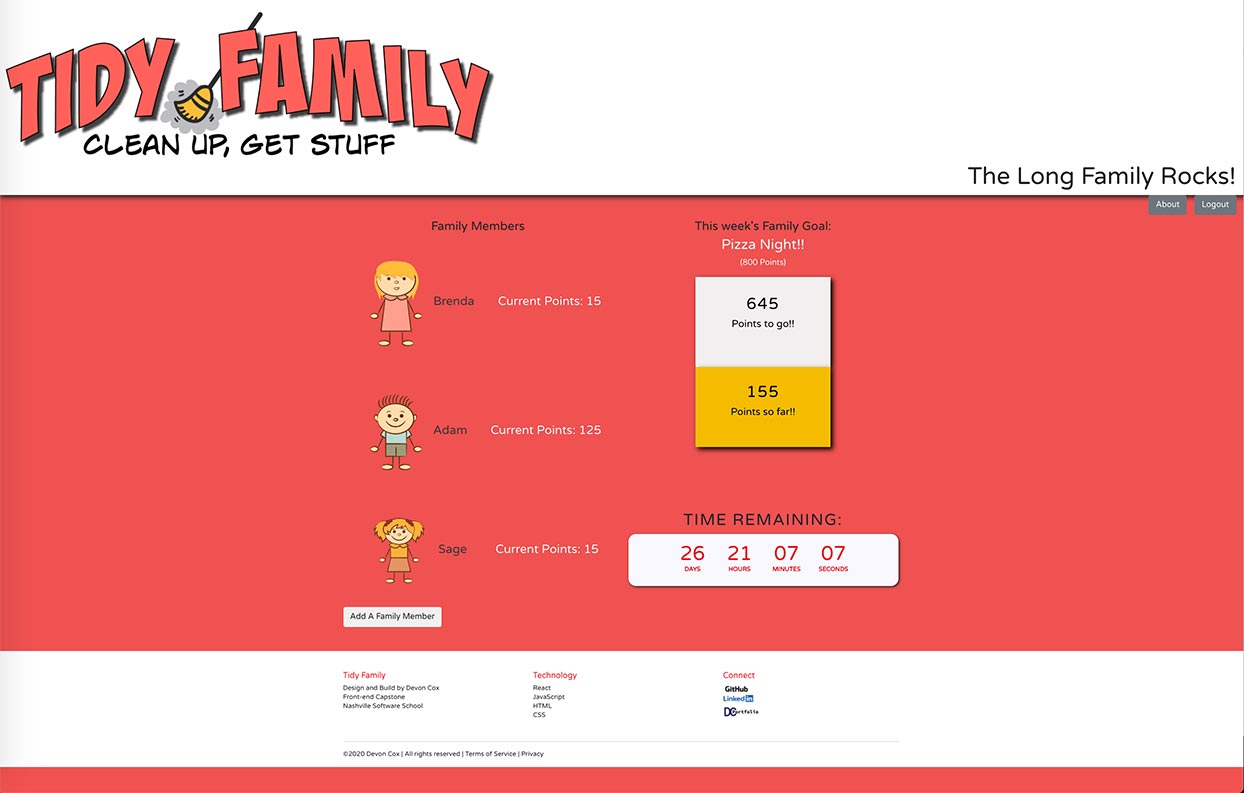 TIDY FAMILY
CLEAN UP, GET STUFF
The Long Family Rocks!
About
Logout
Family Members
Brenda
Current Points: 15
Adam
Current Points: 125
Sage
Current Points: 15
Add A Family Member
This week's Family Goal:
Pizza Night!!
(800 Points)
645
Points to go!!
155
Points so far!!
TIME REMAINING:
26 21 07 07
DAYS HOURS MINUTES SECONDS
Tidy Family
Design and Build by Devon Cox
Front-end Capstone
Nashville Software School
Technology
React
JavaScript
HTML
CSS
Connect
GitHub
Linked in
DCortfolio
©2020 Devon Cox | All rights reserved | Terms of Service | Privacy